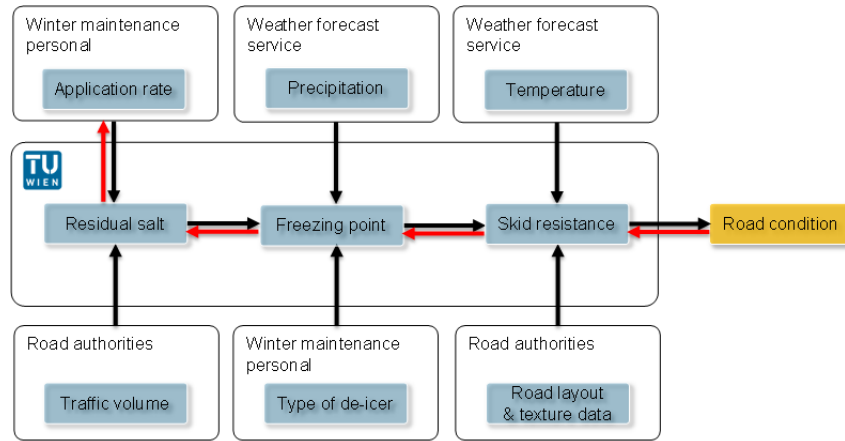 Winter maintenance
personal
Application rate
Weather forecast
service
Precipitation
Weather forecast
service
Temperature
TU
WIEN
Residual salt
Freezing point
Skid resistance
Road condition
Road authorities
Traffic volume
Winter maintenance
personal
Type of de-icer
Road authorities
Road layout
& texture data